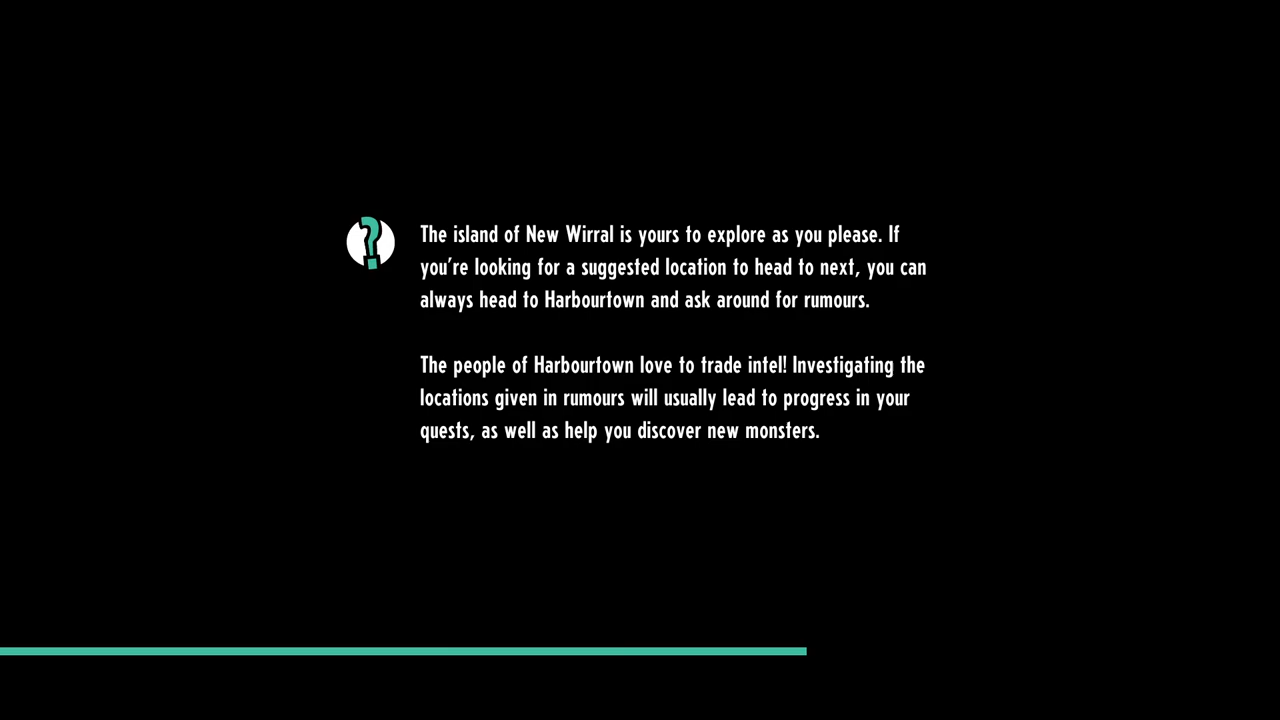 The island of New Wirral is yours to explore as you please. If
you're looking for a suggested location to head to next, you can
always head to Harbourtown and ask around for rumours.
The people of Harbourtown love to trade intel! Investigating the
locations given in rumours will usually lead to progress in your
quests, as well as help you discover new monsters.